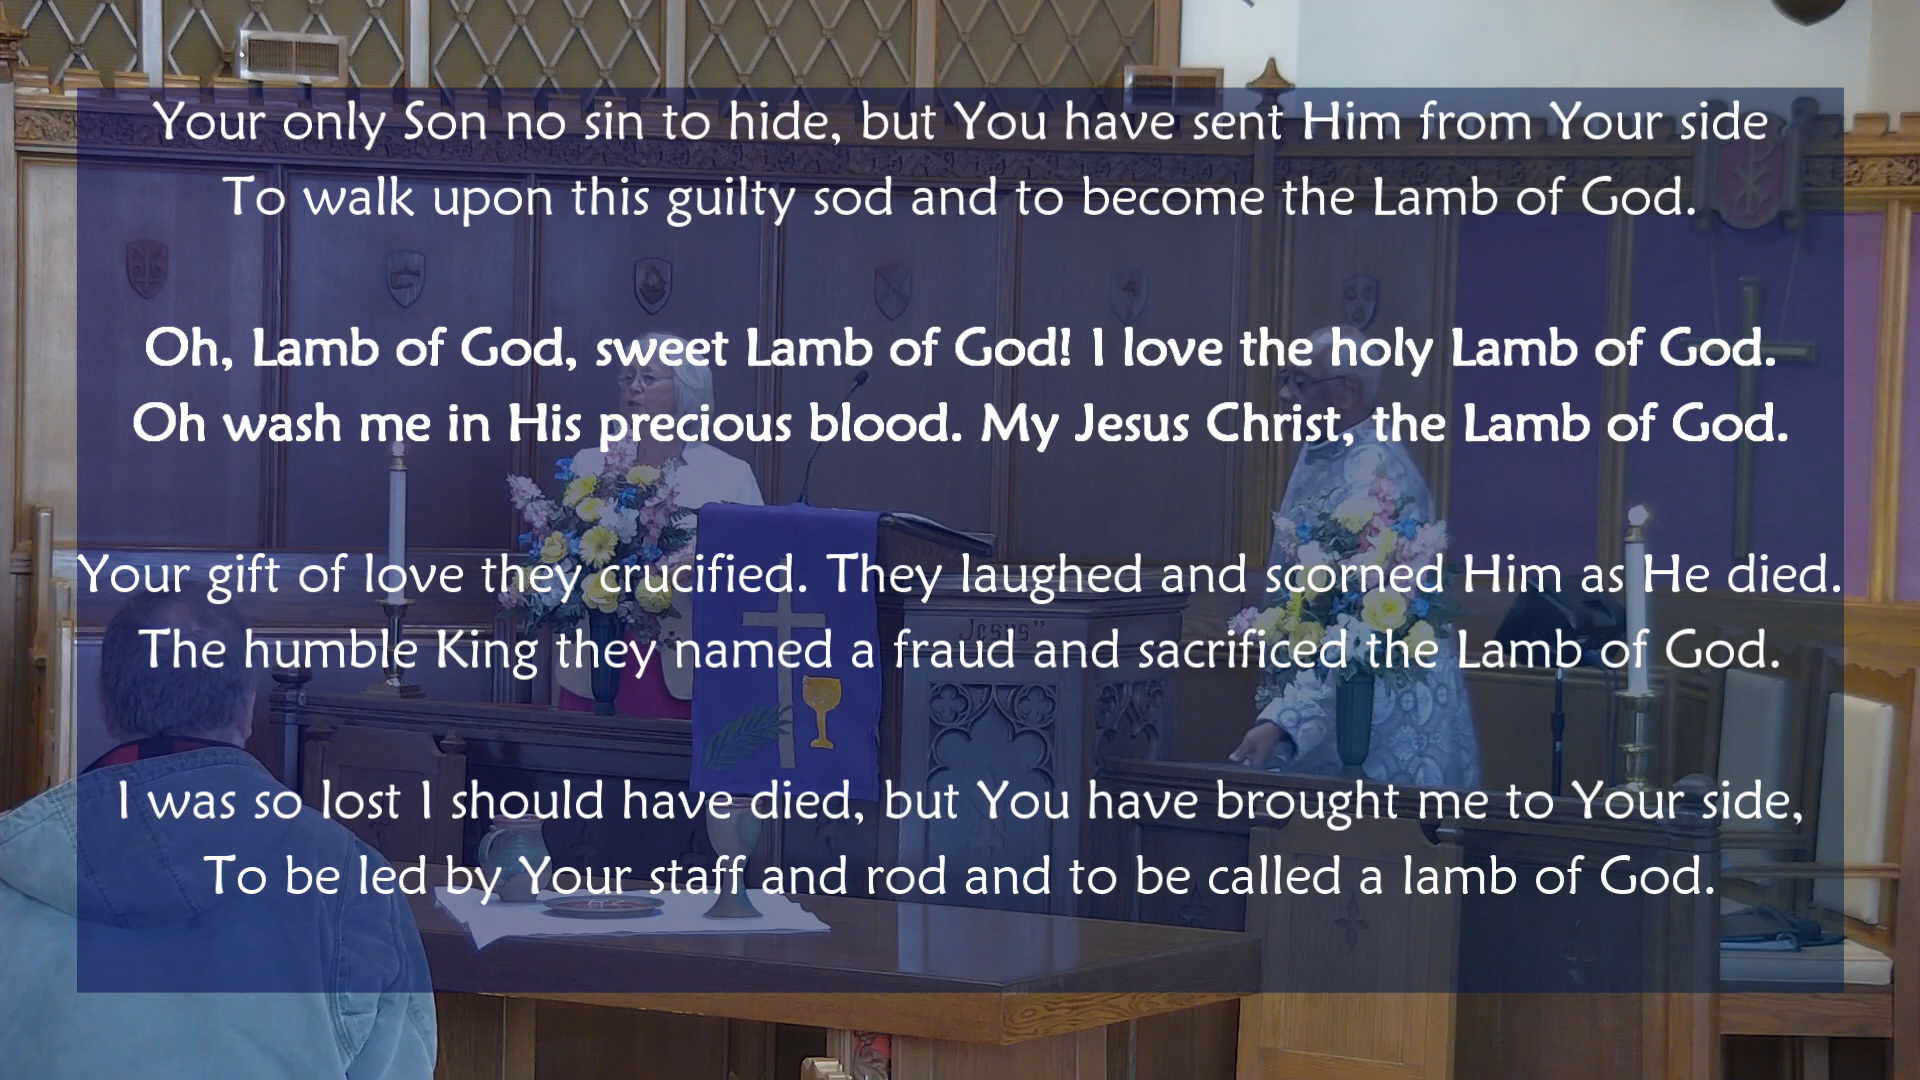 Your only Son no sin to hide, but You have sent Him from Your side
To walk upon this guilty sod and to become the Lamb of God.
Oh, Lamb of God, sweet Lamb of God! I love the holy Lamb of God.
Oh wash me in His precious blood. My Jesus Christ, the Lamb of God.
Your gift of love they crucified. They laughed and scorned Him as He died.
The humble King they named a fraud and sacrificed the Lamb of God.
Jesus"
I was so lost I should have died, but You have brought me to Your side,
To be led by Your staff and rod and to be called a lamb of God.